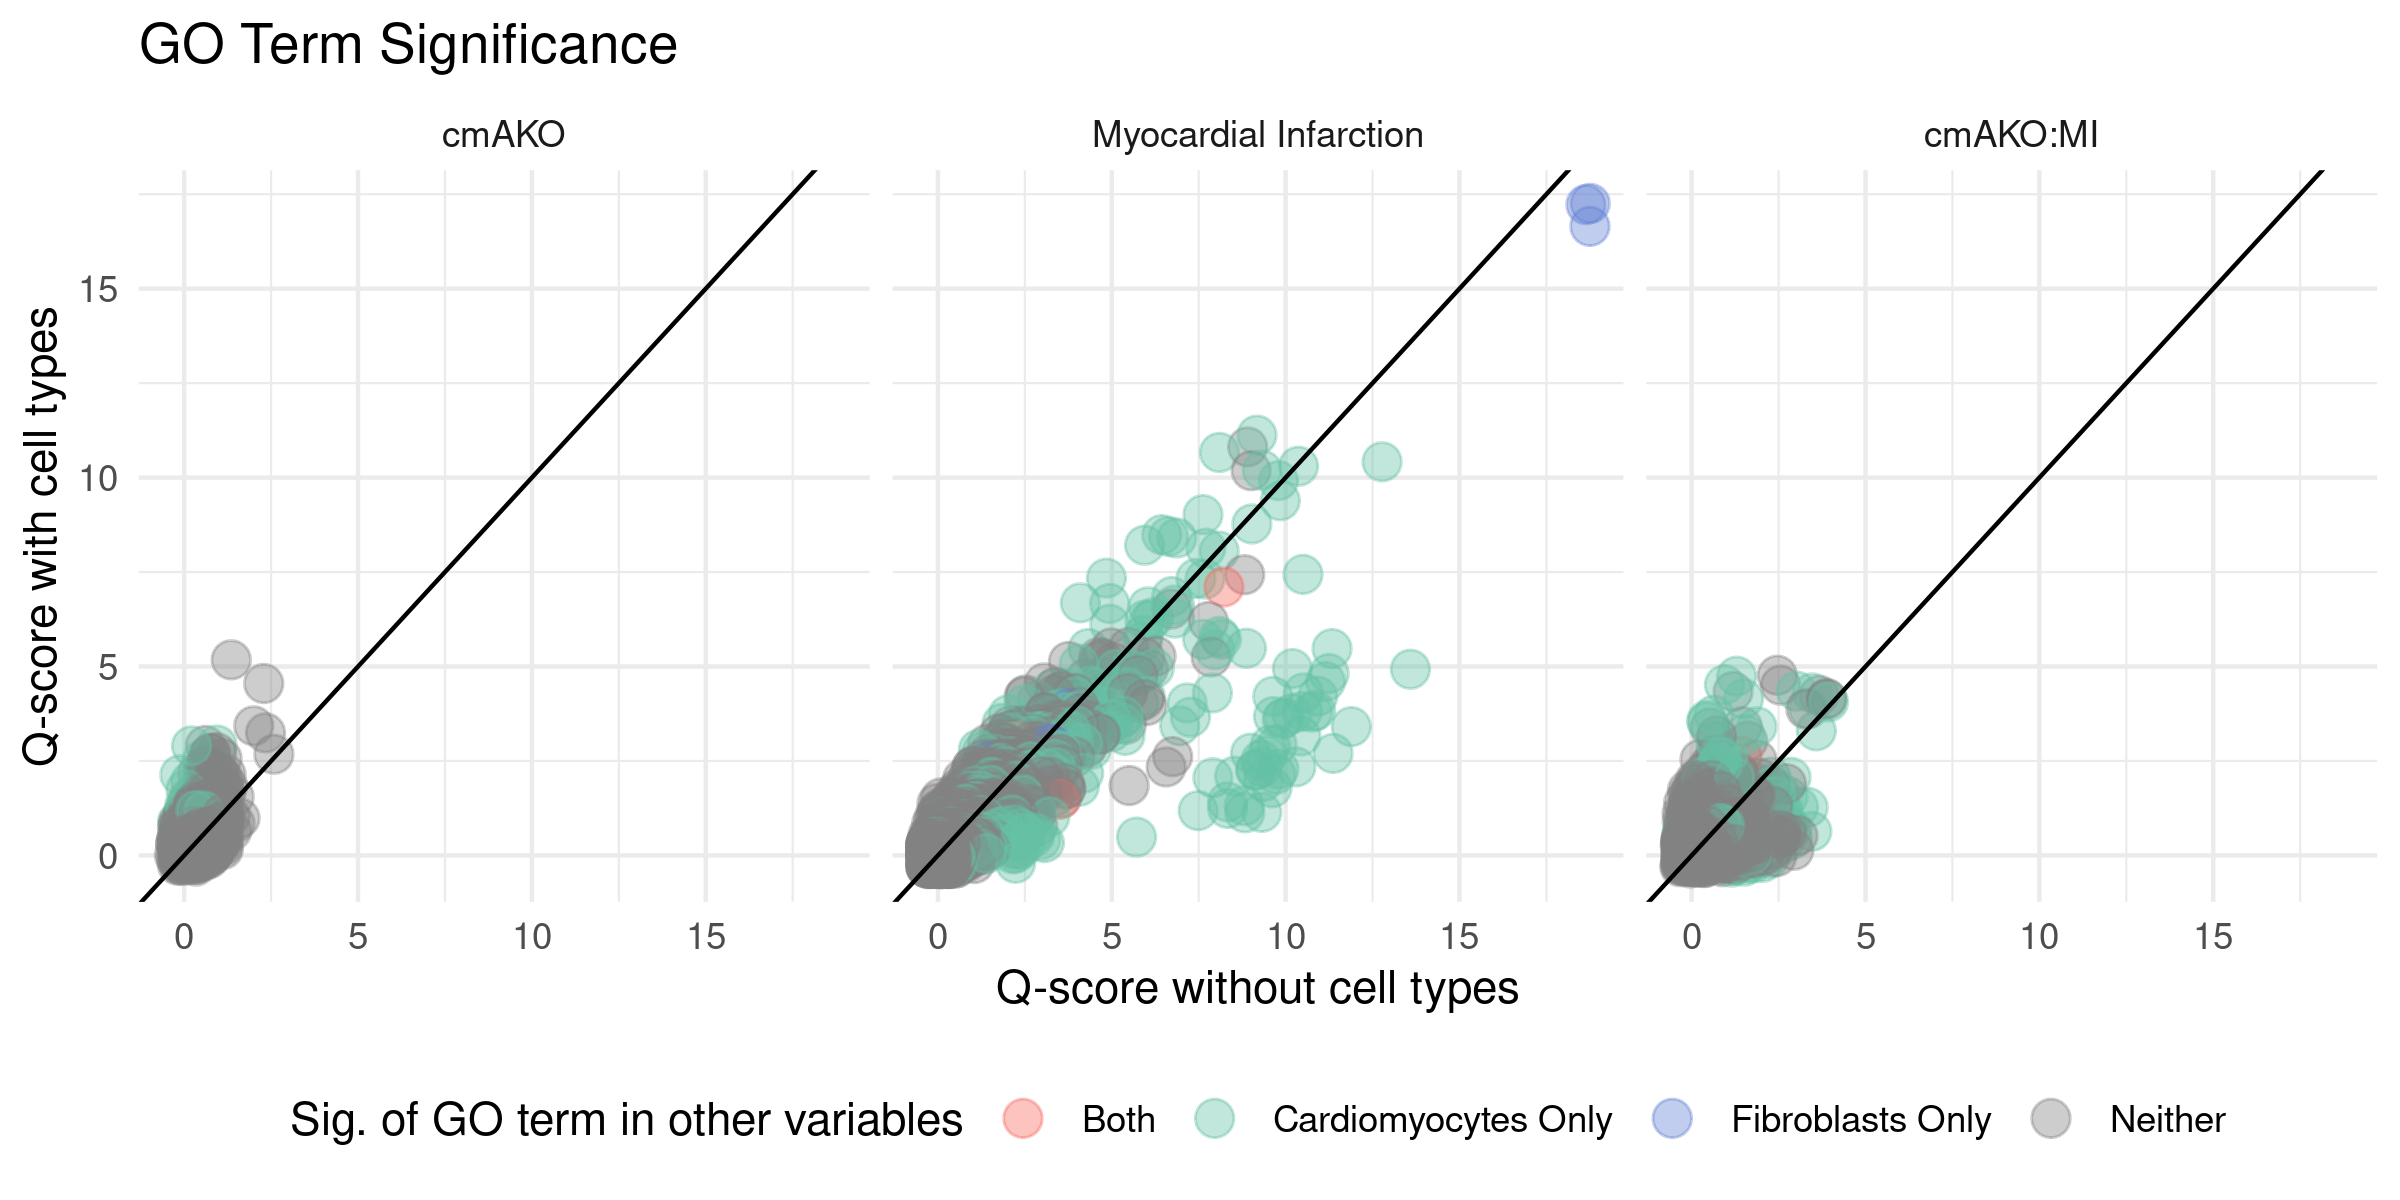 GO Term Significance
cmAKO
Myocardial Infarction
cmAKO:MI
Q-score with cell types
15
10
5
0
0 5 10 15
0 5 10 15
0 5 10 15
Q-score without cell types
Sig. of GO term in other variables Both Cardiomyocytes Only Fibroblasts Only Neither